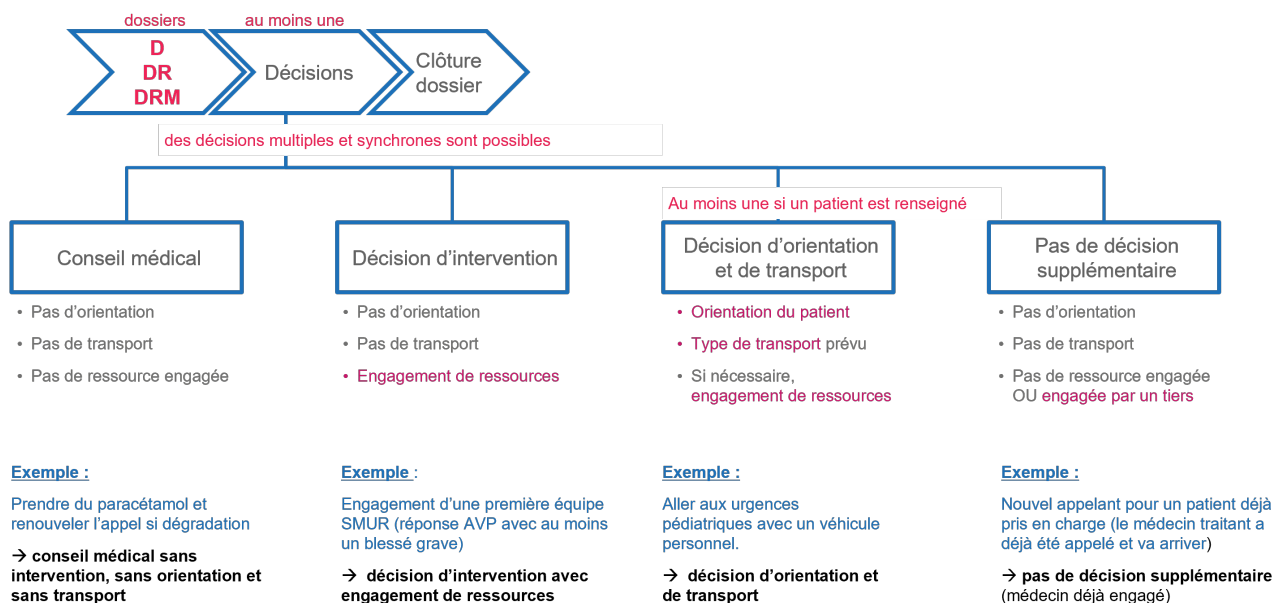 dossiers
au moins une
D
DR
DRM
Décisions
Clôture
dossier
des décisions multiples et synchrones sont possibles
Au moins une si un patient est renseigné
Conseil médical
Décision d’intervention
Décision d’orientation
et de transport
Pas de décision
supplémentaire
• Pas d’orientation
• Pas de transport
• Pas de ressource engagée
• Pas d’orientation
• Pas de transport
• Engagement de ressources
• Orientation du patient
• Type de transport prévu
• Si nécessaire,
engagement de ressources
• Pas d’orientation
• Pas de transport
• Pas de ressource engagée
OU engagée par un tiers
Exemple :
Prendre du paracétamol et
renouveler l’appel si dégradation
→ conseil médical sans
intervention, sans orientation et
sans transport
Exemple :
Engagement d’une première équipe
SMUR (réponse AVP avec au moins
un blessé grave)
→ décision d’intervention avec
engagement de ressources
Exemple :
Aller aux urgences
pédiatriques avec un véhicule
personnel.
→ décision d’orientation et
de transport
Exemple :
Nouvel appelant pour un patient déjà
pris en charge (le médecin traitant a
déjà été appelé et va arriver)
→ pas de décision supplémentaire
(médecin déjà engagé)